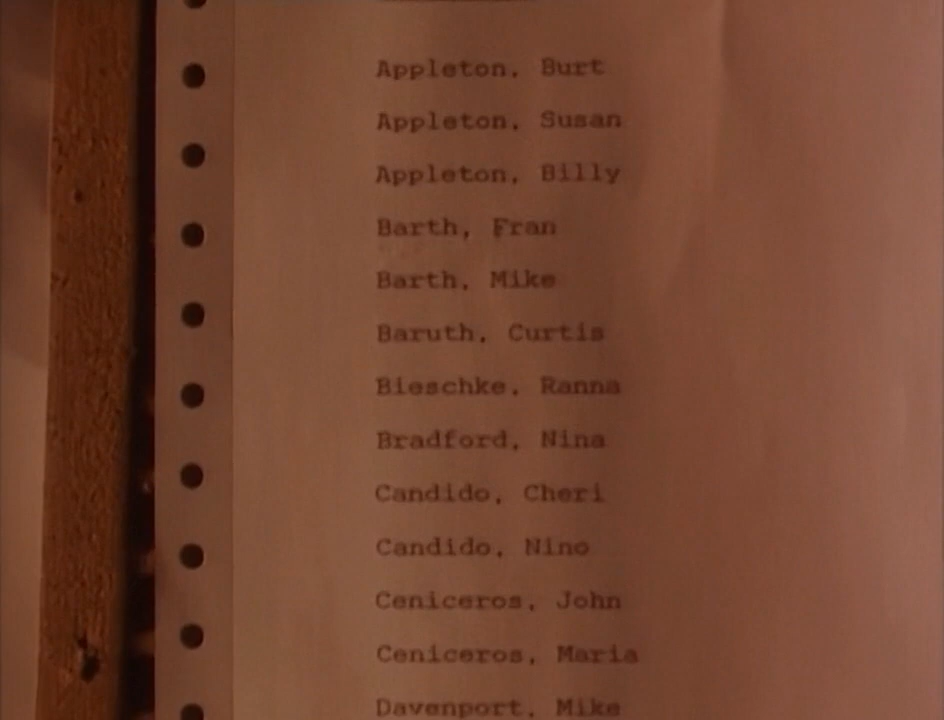 Appleton, Burt
Appleton, Susan
Appleton, Billy
Barth, Fran
Barth, Mike
Baruth, Curtis
Bieschke, Ranna
Bradford, Nina
Candido, Cheri
Candido, Nino
Ceniceros, John
Ceniceros, Maria
Davenport, Mike